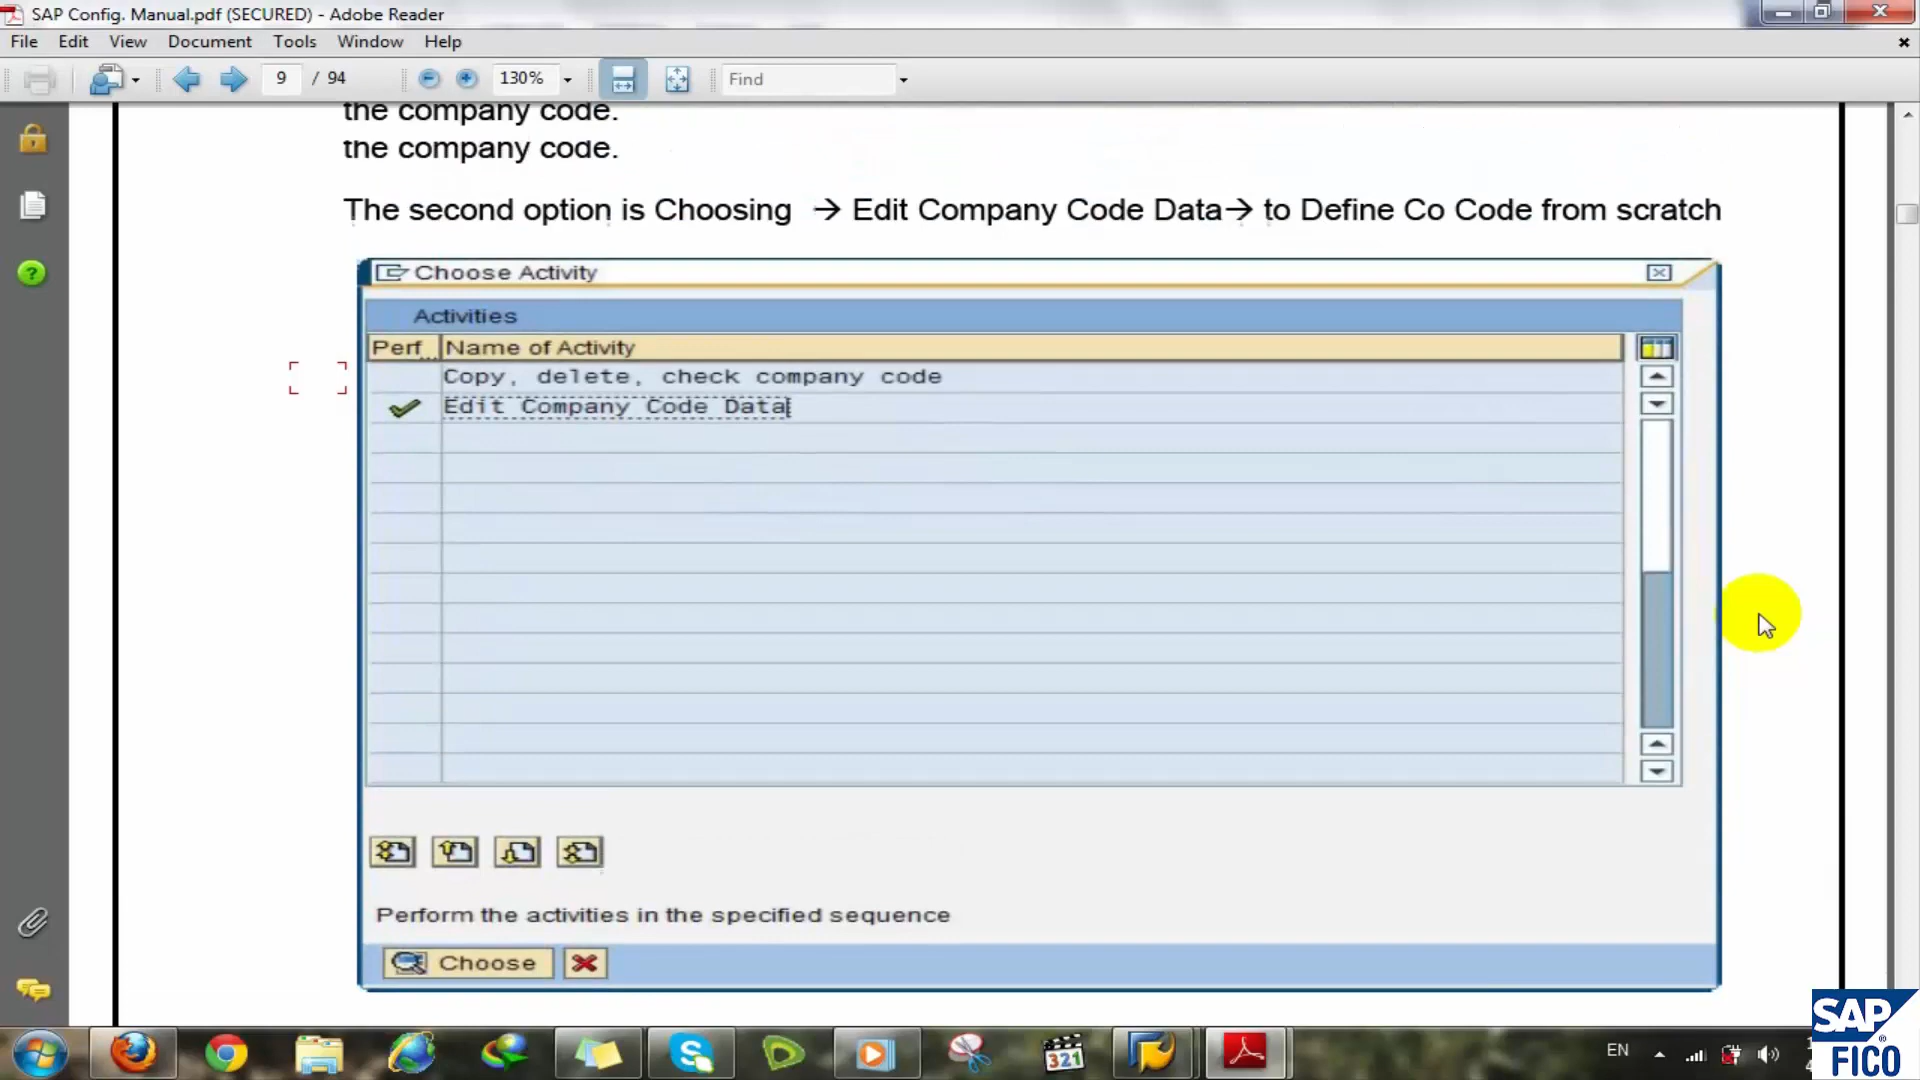 SAP Config. Manual.pdf (SECURED) - Adobe Reader
File Edit View Document Tools Window Help
9 / 94 130% Find
the company code.
the company code.
The second option is Choosing → Edit Company Code Data→ to Define Co Code from scratch
Choose Activity
Activities
Perf... Name of Activity
Copy, delete, check company code
Edit Company Code Data
Perform the activities in the specified sequence
Choose
321
EN
SAP
FICO